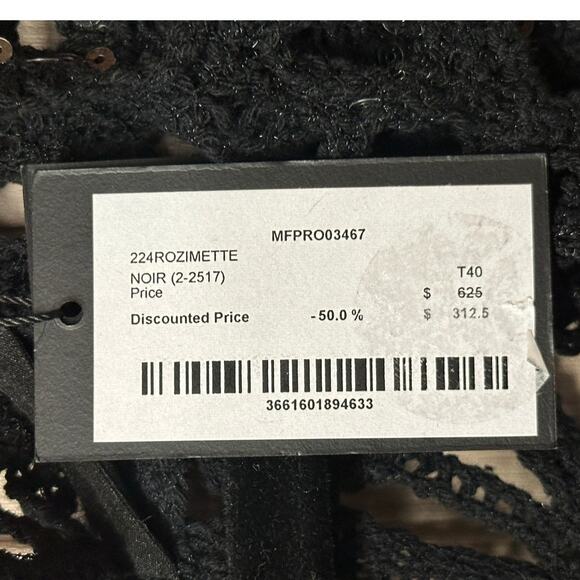 MFPRO03467
224ROZIMETTE
NOIR (2-2517) T40
Price $ 625
Discounted Price -50.0 % $ 312.5
3661601894633